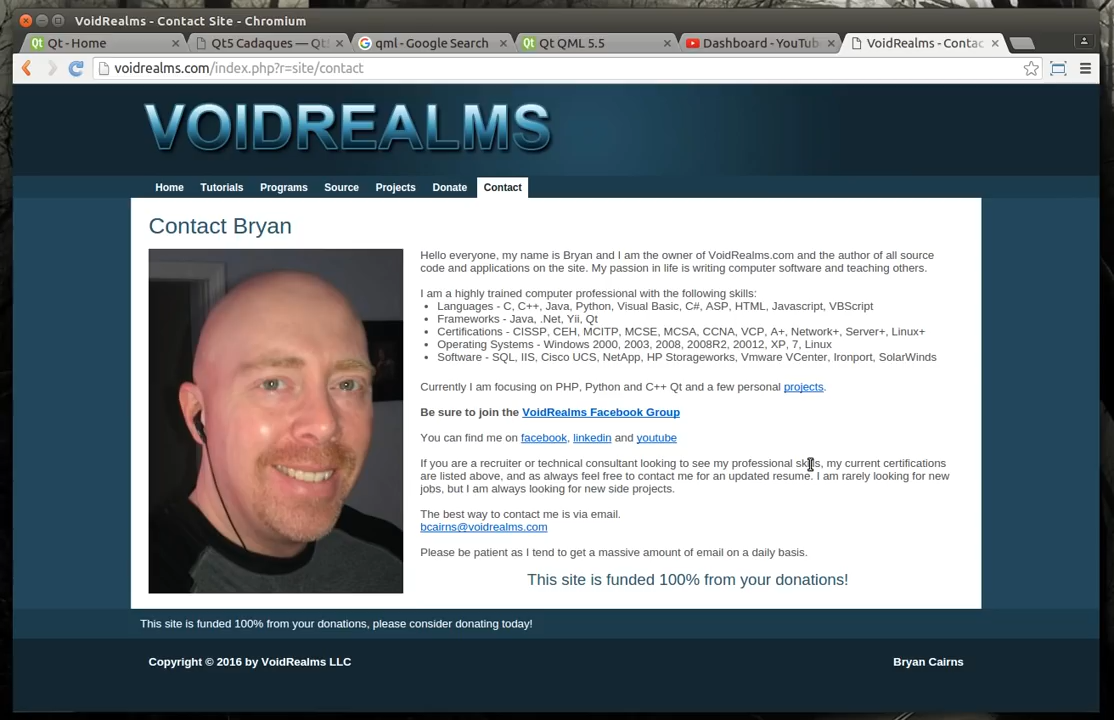 VoidRealms - Contact Site - Chromium
Qt - Home
Qt5 Cadaques — Qt5
qml - Google Search
Qt QML 5.5
Dashboard - YouTub
VoidRealms - Contac
voidrealms.com/index.php?r=site/contact
VOIDREALMS
Home Tutorials Programs Source Projects Donate Contact
Contact Bryan
Hello everyone, my name is Bryan and I am the owner of VoidRealms.com and the author of all source
code and applications on the site. My passion in life is writing computer software and teaching others.
I am a highly trained computer professional with the following skills:
• Languages - C, C++, Java, Python, Visual Basic, C#, ASP, HTML, Javascript, VBScript
• Frameworks - Java, .Net, Yii, Qt
• Certifications - CISSP, CEH, MCITP, MCSE, MCSA, CCNA, VCP, A+, Network+, Server+, Linux+
• Operating Systems - Windows 2000, 2003, 2008, 2008R2, 20012, XP, 7, Linux
• Software - SQL, IIS, Cisco UCS, NetApp, HP Storageworks, Vmware VCenter, Ironport, SolarWinds
Currently I am focusing on PHP, Python and C++ Qt and a few personal projects.
Be sure to join the VoidRealms Facebook Group
You can find me on facebook, linkedin and youtube
If you are a recruiter or technical consultant looking to see my professional skills, my current certifications
are listed above, and as always feel free to contact me for an updated resume. I am rarely looking for new
jobs, but I am always looking for new side projects.
The best way to contact me is via email.
bcairns@voidrealms.com
Please be patient as I tend to get a massive amount of email on a daily basis.
This site is funded 100% from your donations!
This site is funded 100% from your donations, please consider donating today!
Copyright © 2016 by VoidRealms LLC
Bryan Cairns